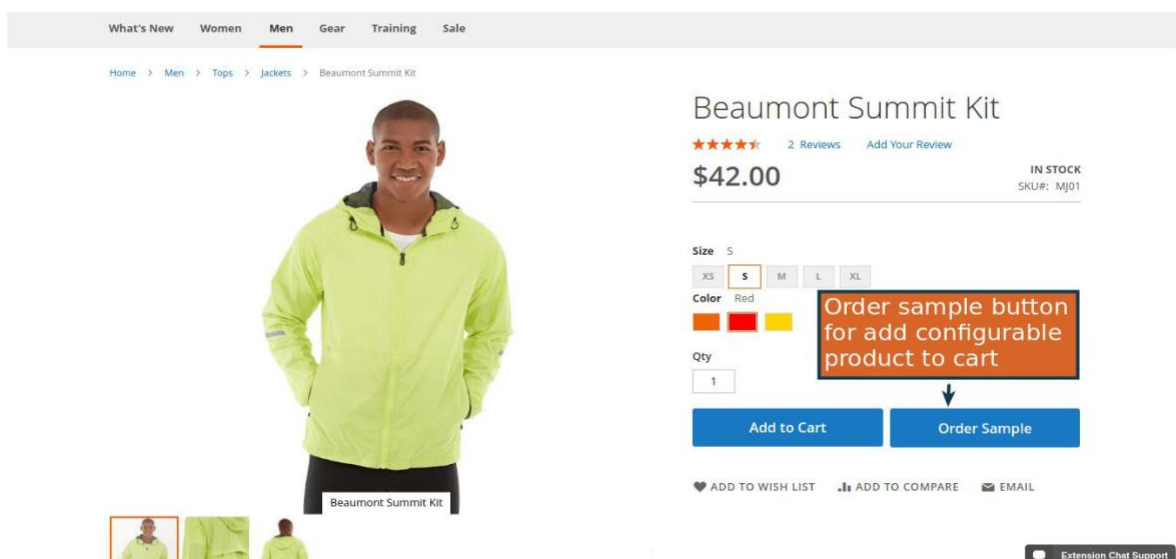 What's New Women Men Gear Training Sale
Home > Men > Tops > Jackets > Beaumont Summit Kit
Beaumont Summit Kit
2 Reviews Add Your Review
$42.00
IN STOCK
SKU#: MJ01
Size S
XS S M L XL
Color Red
Order sample button
for add configurable
product to cart
Qty
1
Add to Cart Order Sample
ADD TO WISH LIST ADD TO COMPARE EMAIL
Beaumont Summit Kit
Extension Chat Support